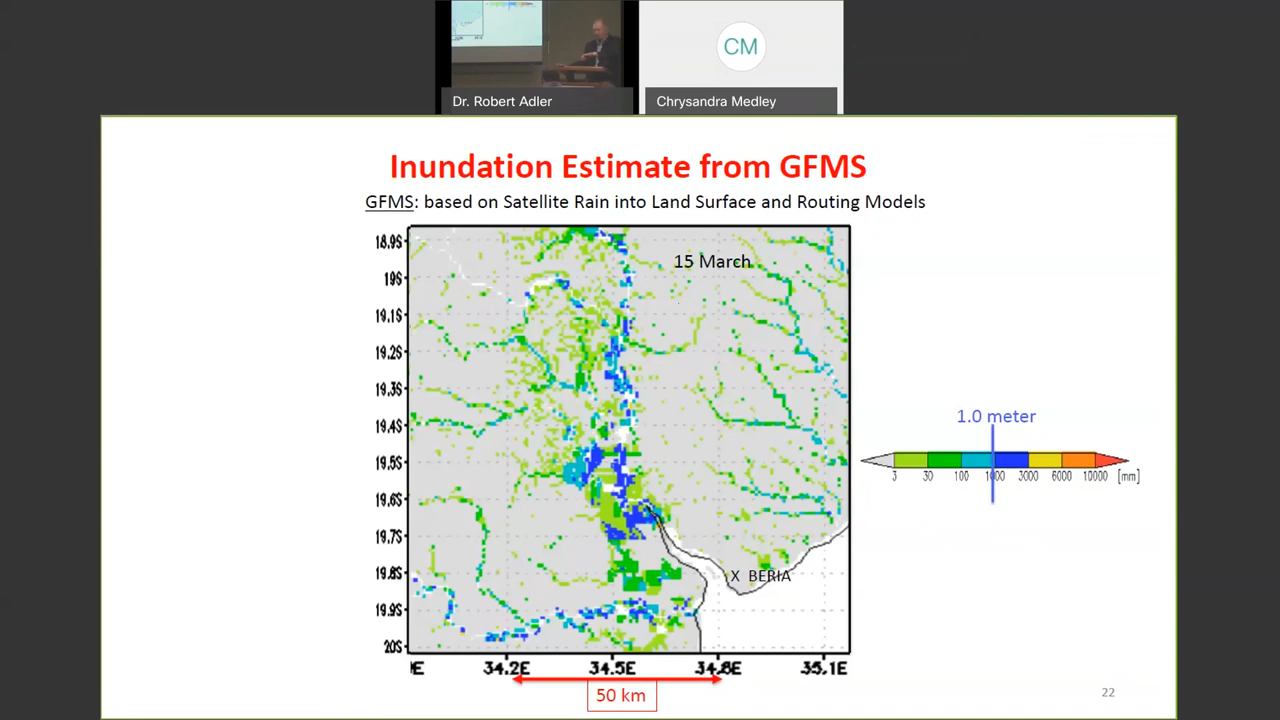 CM
Dr. Robert Adler
Chrysandra Medley
Inundation Estimate from GFMS
GFMS: based on Satellite Rain into Land Surface and Routing Models
15 March
18.9S
19S
19.1S
19.2S
19.3S
19.4S
19.5S
19.6S
19.7S
19.8S
19.9S
20S
X BERIA
E
34.2E
34.5E
34.8E
35.1E
50 km
1.0 meter
3 30 100 1000 3000 6000 10000 [mm]
22